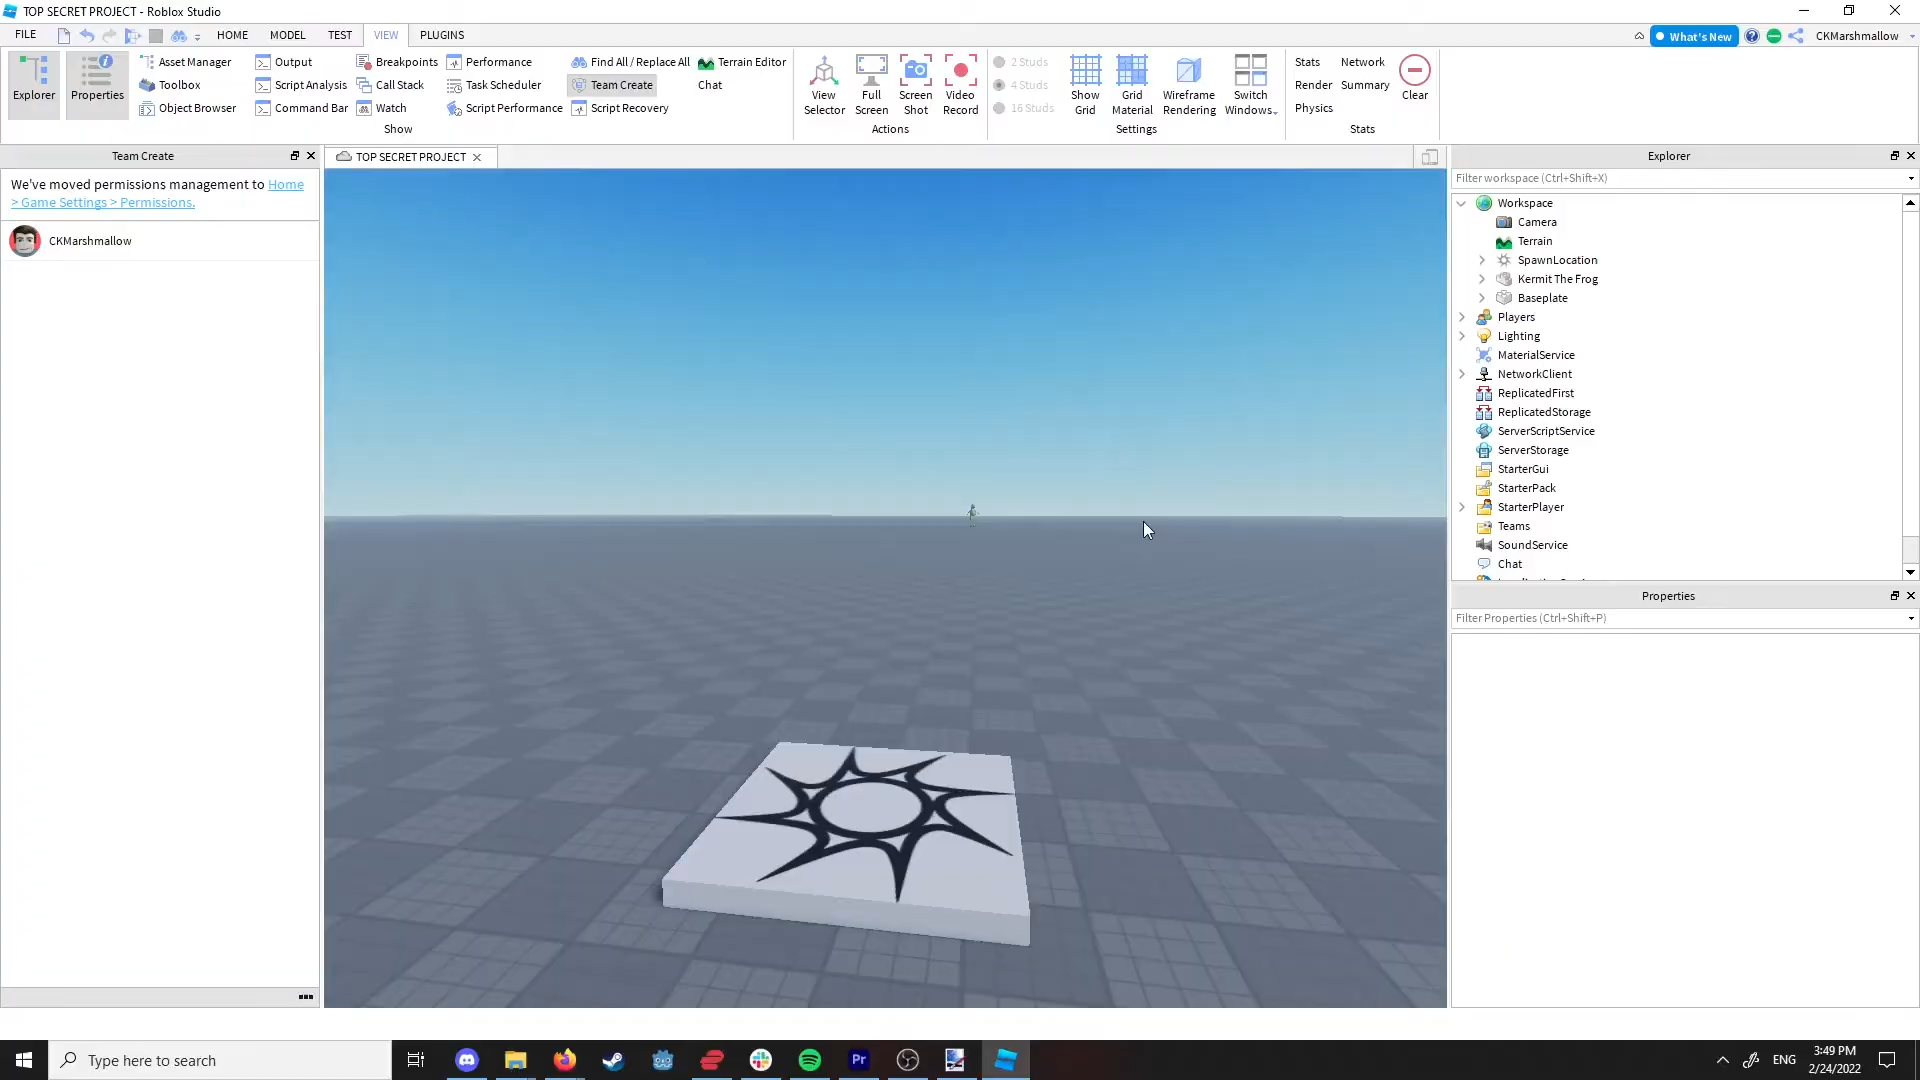 TOP SECRET PROJECT - Roblox Studio
FILE
HOME
MODEL
TEST
VIEW
PLUGINS
What's New
CKMarshmallow
Explorer
Properties
Asset Manager
Toolbox
Object Browser
Output
Script Analysis
Command Bar
Breakpoints
Call Stack
Watch
Performance
Task Scheduler
Script Performance
Find All / Replace All
Team Create
Script Recovery
Terrain Editor
Chat
Show
View
Selector
Full
Screen
Screen
Shot
Video
Record
Actions
2 Studs
4 Studs
16 Studs
Show
Grid
Grid
Material
Wireframe
Rendering
Switch
Windows
Settings
Stats
Network
Render
Summary
Physics
Clear
Stats
Team Create
We've moved permissions management to Home
> Game Settings > Permissions.
CKMarshmallow
TOP SECRET PROJECT
Explorer
Filter workspace (Ctrl+Shift+X)
Workspace
Camera
Terrain
SpawnLocation
Kermit The Frog
Baseplate
Players
Lighting
MaterialService
NetworkClient
ReplicatedFirst
ReplicatedStorage
ServerScriptService
ServerStorage
StarterGui
StarterPack
StarterPlayer
Teams
SoundService
Chat
Properties
Filter Properties (Ctrl+Shift+P)
Type here to search
Pr
ENG
3:49 PM
2/24/2022